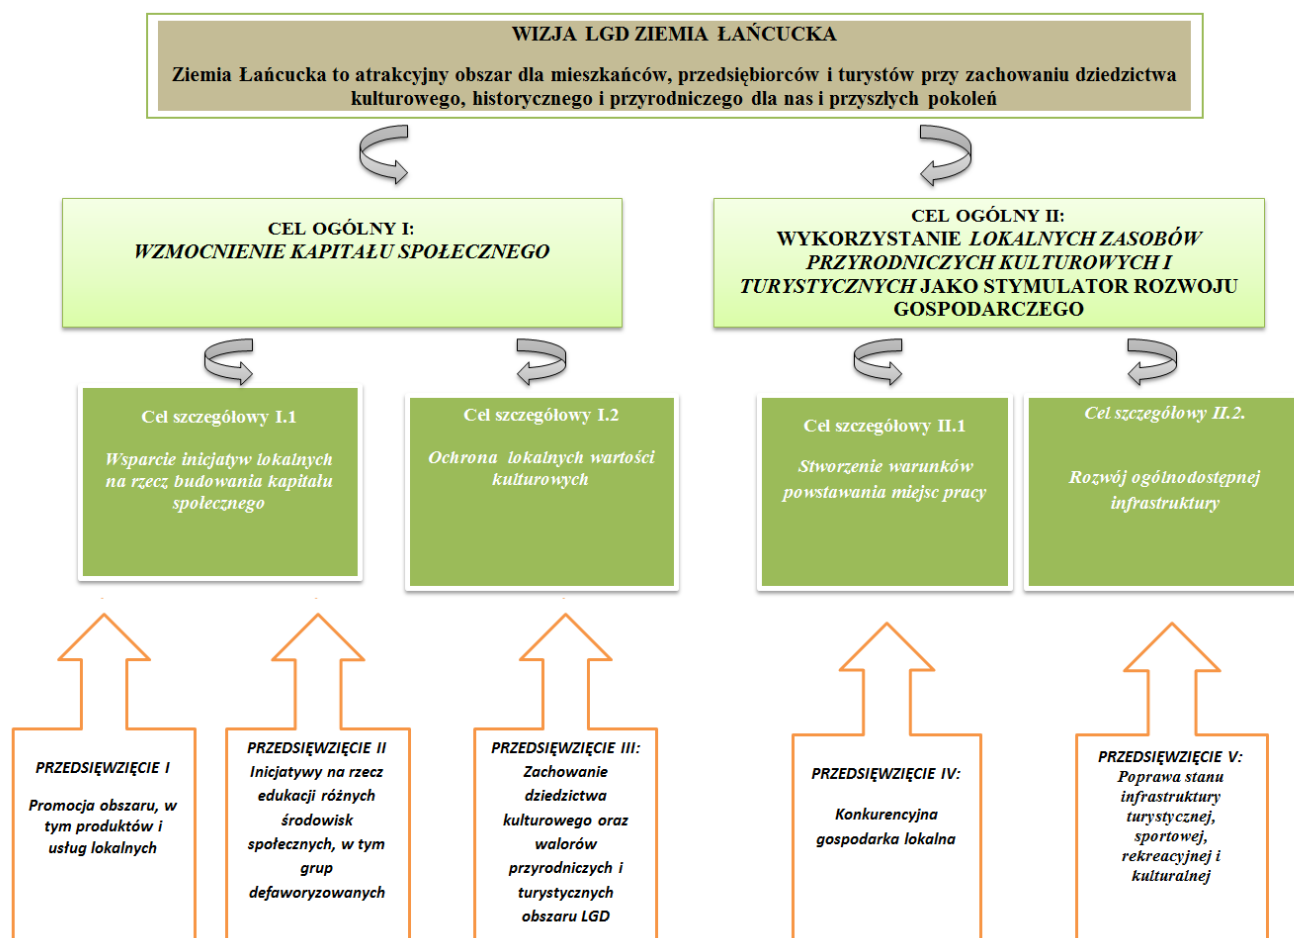 WIZJA LGD ZIEMIA ŁAŃCUCKA
Ziemia Łańcucka to atrakcyjny obszar dla mieszkańców, przedsiębiorców i turystów przy zachowaniu dziedzictwa
kulturowego, historycznego i przyrodniczego dla nas i przyszłych pokoleń
CEL OGÓLNY I:
WZMOCNIENIE KAPITAŁU SPOŁECZNEGO
CEL OGÓLNY II:
WYKORZYSTANIE LOKALNYCH ZASOBÓW
PRZYRODNICZYCH KULTUROWYCH I
TURYSTYCZNYCH JAKO STYMULATOR ROZWOJU
GOSPODARCZEGO
Cel szczegółowy I.1
Wsparcie inicjatyw lokalnych
na rzecz budowania kapitału
społecznego
Cel szczegółowy I.2
Ochrona lokalnych wartości
kulturowych
Cel szczegółowy II.1
Stworzenie warunków
powstawania miejsc pracy
Cel szczegółowy II.2.
Rozwój ogólnodostępnej
infrastruktury
PRZEDSIĘWZIĘCIE I
Promocja obszaru, w
tym produktów i
usług lokalnych
PRZEDSIĘWZIĘCIE II
Inicjatywy na rzecz
edukacji różnych
środowisk
społecznych, w tym
grup
defaworyzowanych
PRZEDSIĘWZIĘCIE III:
Zachowanie
dziedzictwa
kulturowego oraz
walorów
przyrodniczych i
turystycznych
obszaru LGD
PRZEDSIĘWZIĘCIE IV:
Konkurencyjna
gospodarka lokalna
PRZEDSIĘWZIĘCIE V:
Poprawa stanu
infrastruktury
turystycznej,
sportowej,
rekreacyjnej i
kulturalnej